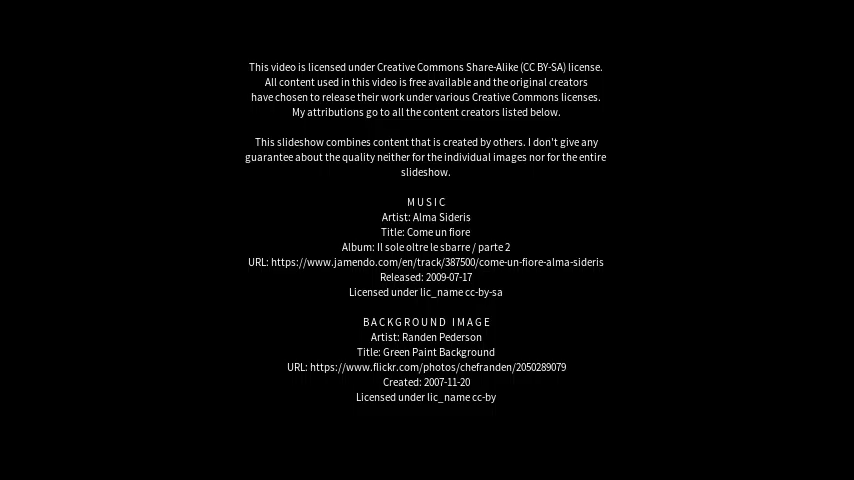 This video is licensed under Creative Commons Share-Alike (CC BY-SA) license.
All content used in this video is free available and the original creators
have chosen to release their work under various Creative Commons licenses.
My attributions go to all the content creators listed below.
This slideshow combines content that is created by others. I don't give any
guarantee about the quality neither for the individual images nor for the entire
slideshow.
MUSIC
Artist: Alma Sideris
Title: Come un fiore
Album: Il sole oltre le sbarre / parte 2
URL: https://www.jamendo.com/en/track/387500/come-un-fiore-alma-sideris
Released: 2009-07-17
Licensed under lic_name cc-by-sa
BACKGROUND IMAGE
Artist: Randen Pederson
Title: Green Paint Background
URL: https://www.flickr.com/photos/chefranden/2050289079
Created: 2007-11-20
Licensed under lic_name cc-by